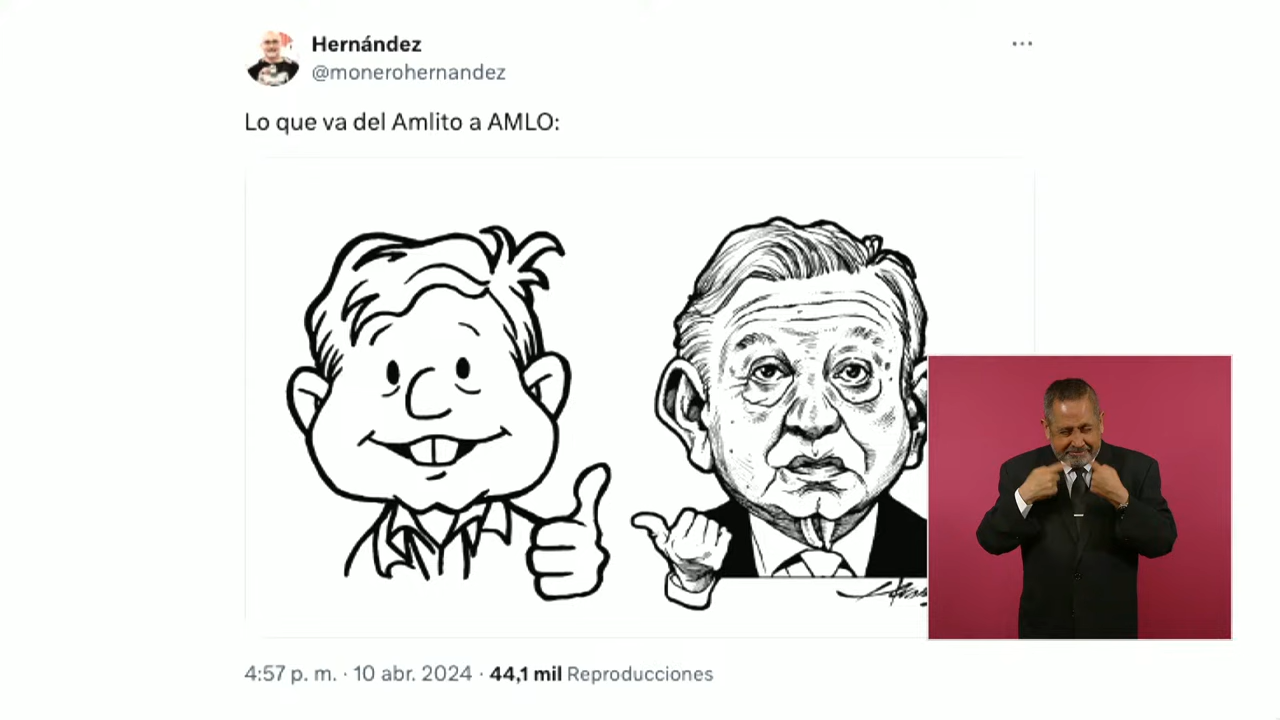 Hernández
@monerohernandez
Lo que va del Amlito a AMLO:
4:57 p. m. · 10 abr. 2024 · 44,1 mil Reproducciones